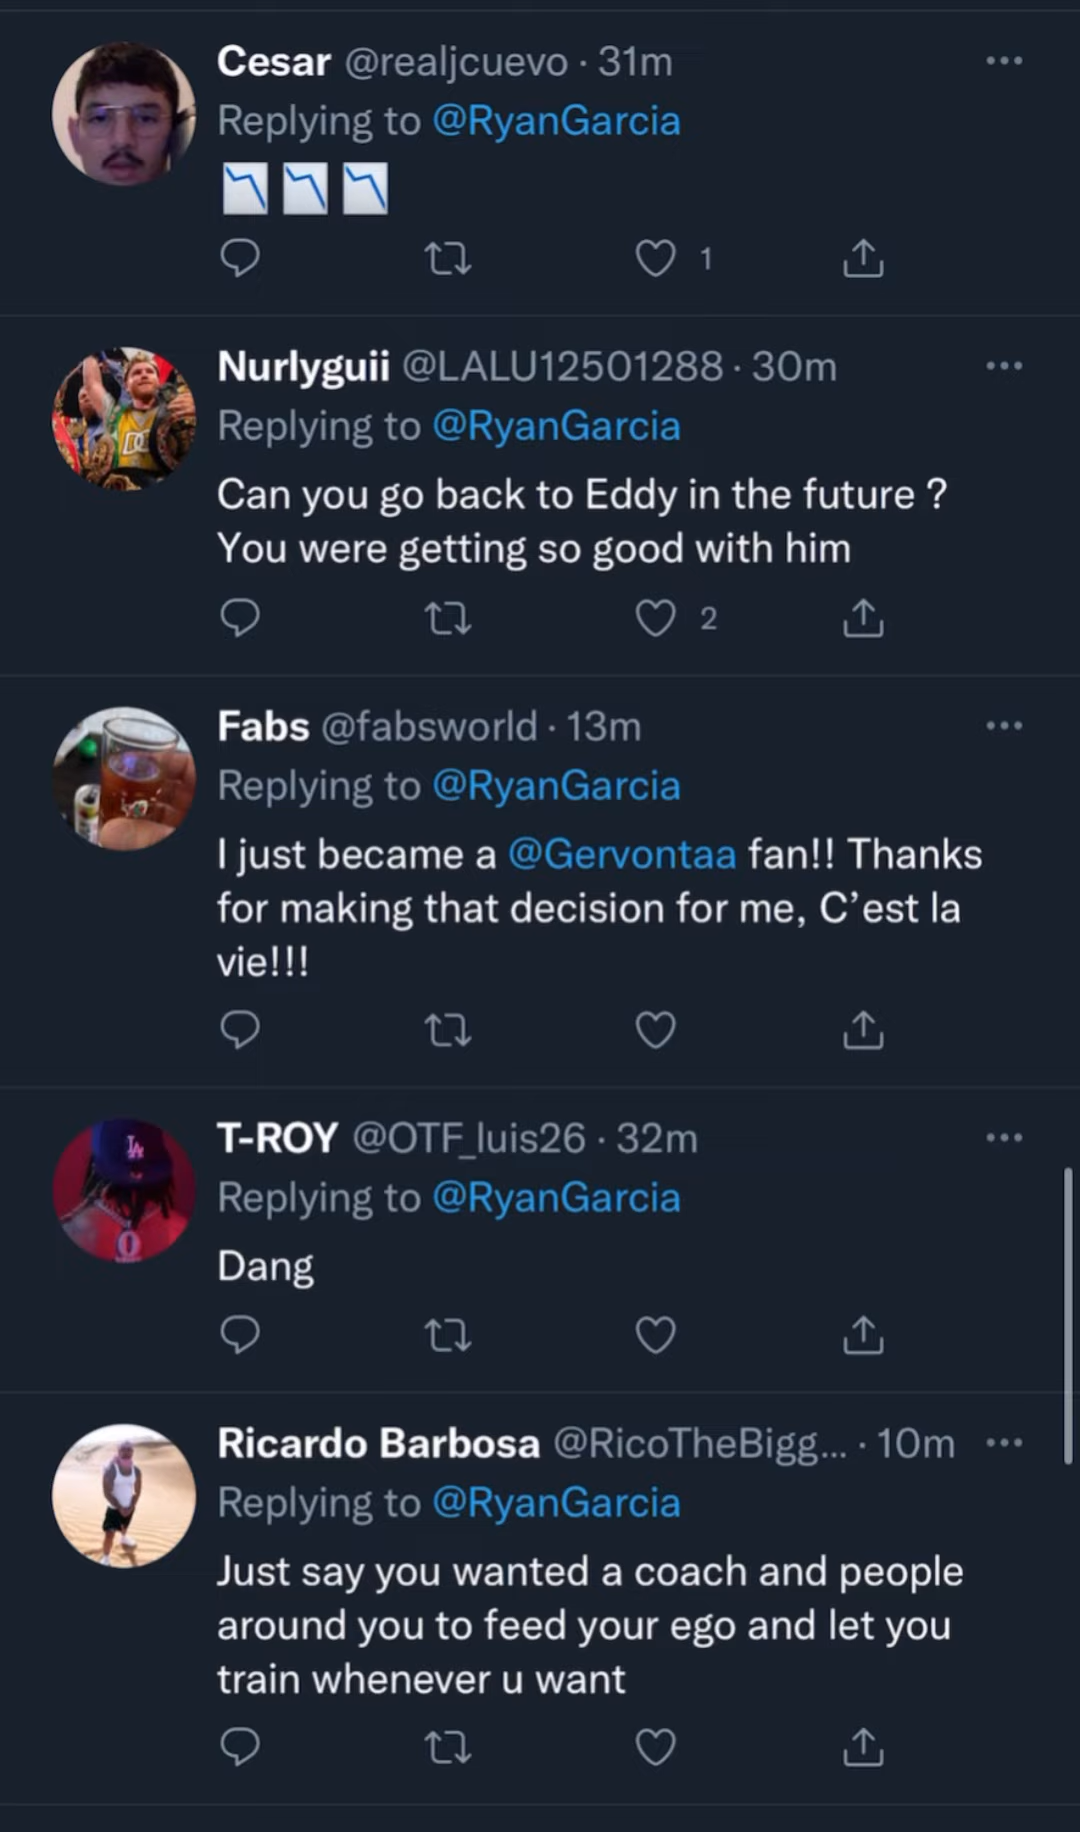 Cesar @realjcuevo · 31m
Replying to @RyanGarcia
📉 📉 📉
1
Nurlyguii @LALU12501288 · 30m
Replying to @RyanGarcia
Can you go back to Eddy in the future ?
You were getting so good with him
2
Fabs @fabsworld · 13m
Replying to @RyanGarcia
I just became a @Gervontaa fan!! Thanks
for making that decision for me, C’est la
vie!!!
T-ROY @OTF_luis26 · 32m
Replying to @RyanGarcia
Dang
Ricardo Barbosa @RicoTheBigg... · 10m
Replying to @RyanGarcia
Just say you wanted a coach and people
around you to feed your ego and let you
train whenever u want